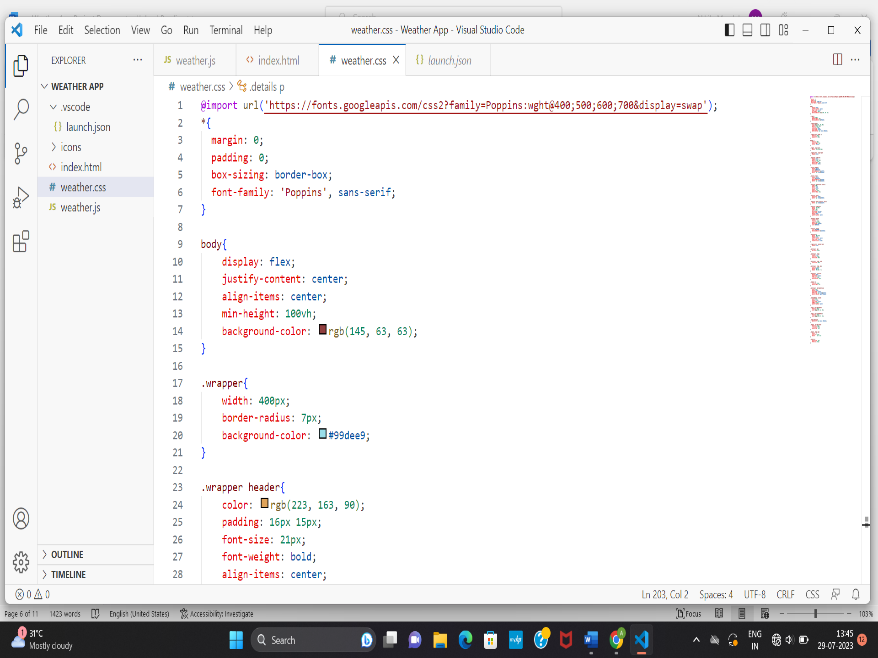 File Edit Selection View Go Run Terminal Help
weather.css - Weather App - Visual Studio Code
EXPLORER
WEATHER APP
.vscode
{} launch.json
icons
<> index.html
# weather.css
JS weather.js
OUTLINE
TIMELINE
JS weather.js <> index.html # weather.css {} launch.json
# weather.css > .details p
1 @import url('https://fonts.googleapis.com/css2?family=Poppins:wght@400;500;600;700&display=swap');
2 *{
3 margin: 0;
4 padding: 0;
5 box-sizing: border-box;
6 font-family: 'Poppins', sans-serif;
7 }
8
9 body{
10 display: flex;
11 justify-content: center;
12 align-items: center;
13 min-height: 100vh;
14 background-color: rgb(145, 63, 63);
15 }
16
17 .wrapper{
18 width: 400px;
19 border-radius: 7px;
20 background-color: #99dee9;
21 }
22
23 .wrapper header{
24 color: rgb(223, 163, 90);
25 padding: 16px 15px;
26 font-size: 21px;
27 font-weight: bold;
28 align-items: center;
0 0
Ln 203, Col 2 Spaces: 4 UTF-8 CRLF CSS
Page 6 of 11 1423 words English (United States) Accessibility: Investigate
Focus 103%
1
31°C
Mostly cloudy
Search
ENG
IN
13:45
29-07-2023
12